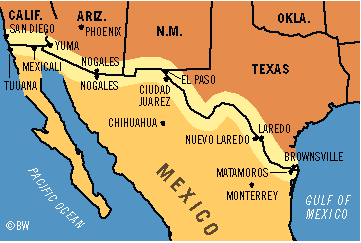 CALIF.
ARIZ.
N.M.
OKLA.
TEXAS
SAN DIEGO
PHOENIX
YUMA
MEXICALI
TIJUANA
NOGALES
NOGALES
EL PASO
CIUDAD
JUAREZ
CHIHUAHUA
LAREDO
NUEVO LAREDO
BROWNSVILLE
MATAMOROS
MONTERREY
MEXICO
PACIFIC OCEAN
GULF OF
MEXICO
©BW